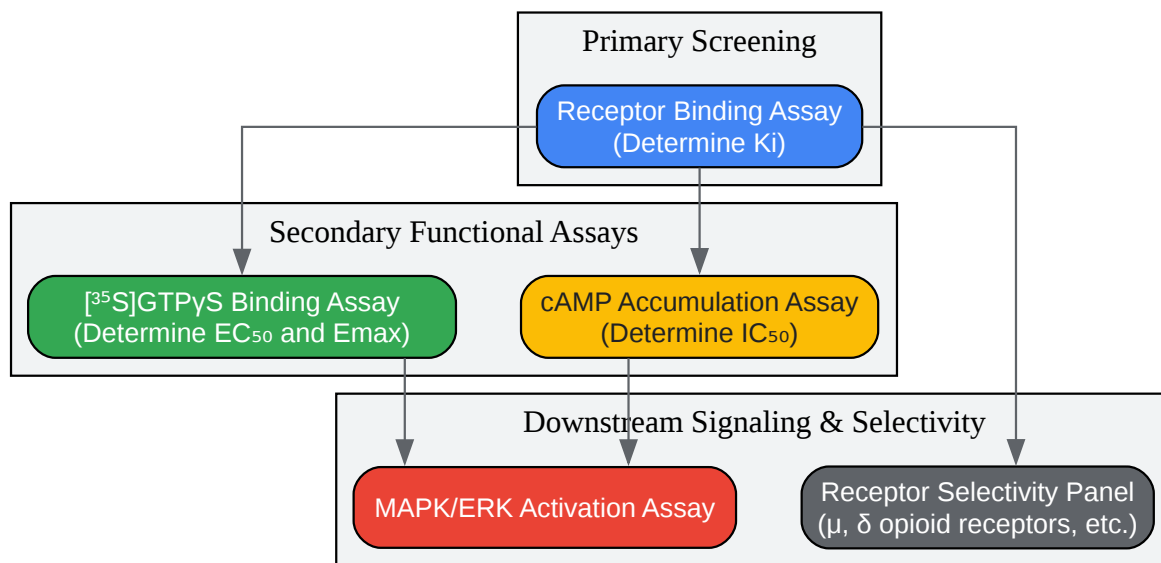 Primary Screening
Receptor Binding Assay
(Determine Ki)
Secondary Functional Assays
[³⁵S]GTPγS Binding Assay
(Determine EC₅₀ and Emax)
cAMP Accumulation Assay
(Determine IC₅₀)
Downstream Signaling & Selectivity
MAPK/ERK Activation Assay
Receptor Selectivity Panel
(μ, δ opioid receptors, etc.)